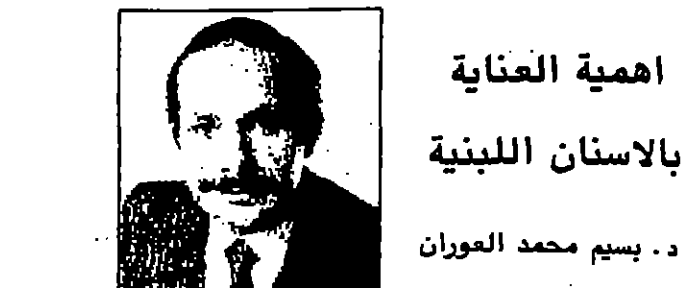 اهمية العناية
بالاسنان اللبنية
د. بسيم محمد العوران